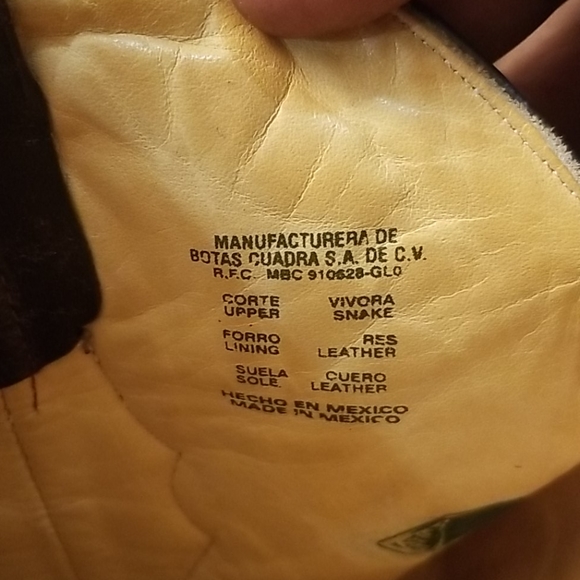 MANUFACTURERA DE
BOTAS CUADRA S.A. DE C.V.
R.F.C. MBC 910628-GL0
CORTE VIVORA
UPPER SNAKE
FORRO RES
LINING LEATHER
SUELA CUERO
SOLE LEATHER
HECHO EN MEXICO
MADE IN MEXICO